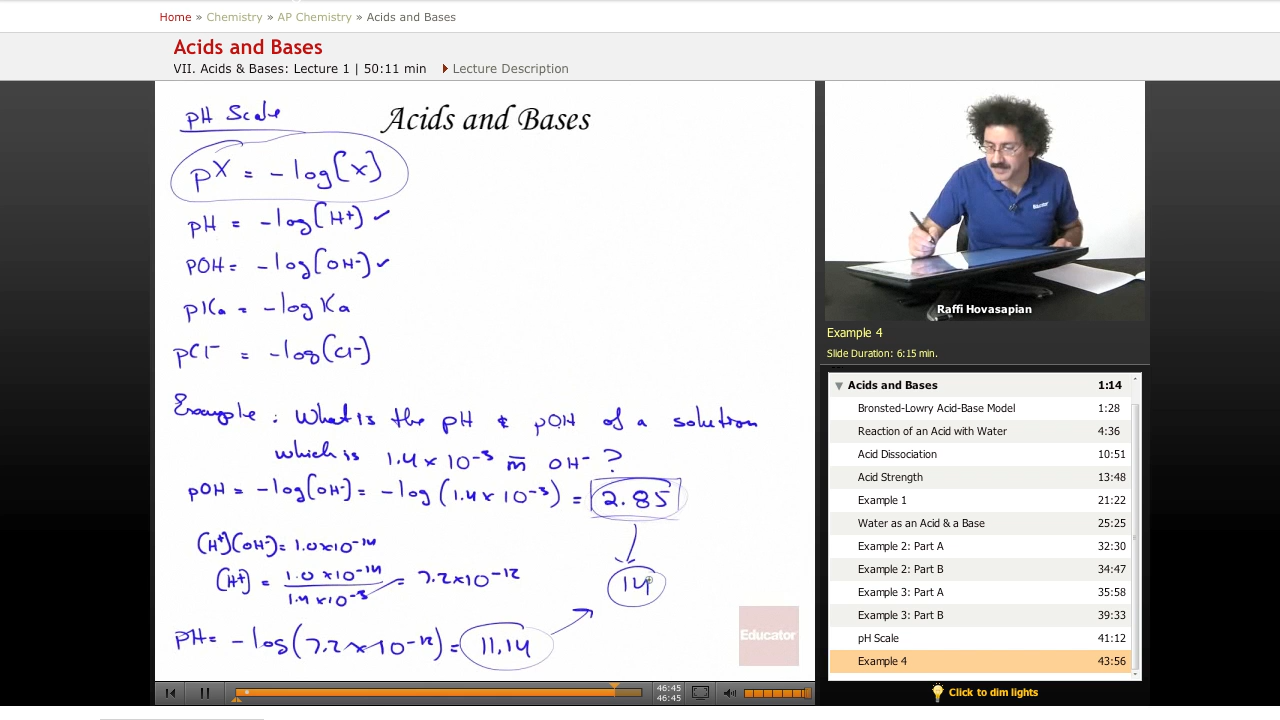 Home » Chemistry » AP Chemistry » Acids and Bases
Acids and Bases
VII. Acids & Bases: Lecture 1 | 50:11 min Lecture Description
pH Scale
Acids and Bases
pX = -log[X]
pH = -log[H+] ✓
pOH = -log[OH-] ✓
pKa = -log Ka
pCl- = -log[Cl-]
Example: What is the pH & pOH of a solution
which is 1.4 x 10-3 m OH- ?
pOH = -log[OH-] = -log(1.4 x 10-3) = 2.85
[H+][OH-] = 1.0x10-14
[H+] = 1.0 x10-14 / 1.4 x10-3 = 7.2x10-12
14
pH = -log(7.2x10-12) = 11.14
Educator
Educator
Raffi Hovasapian
Example 4
Slide Duration: 6:15 min.
Acids and Bases 1:14
Bronsted-Lowry Acid-Base Model 1:28
Reaction of an Acid with Water 4:36
Acid Dissociation 10:51
Acid Strength 13:48
Example 1 21:22
Water as an Acid & a Base 25:25
Example 2: Part A 32:30
Example 2: Part B 34:47
Example 3: Part A 35:58
Example 3: Part B 39:33
pH Scale 41:12
Example 4 43:56
46:45
46:45
Click to dim lights